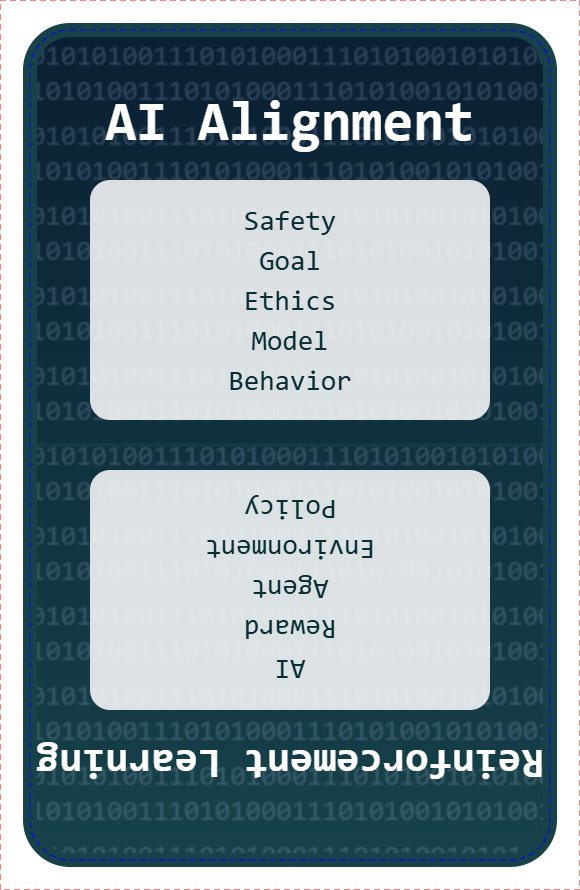 AI Alignment
Safety
Goal
Ethics
Model
Behavior
Reinforcement Learning
AI
Reward
Agent
Environment
Policy